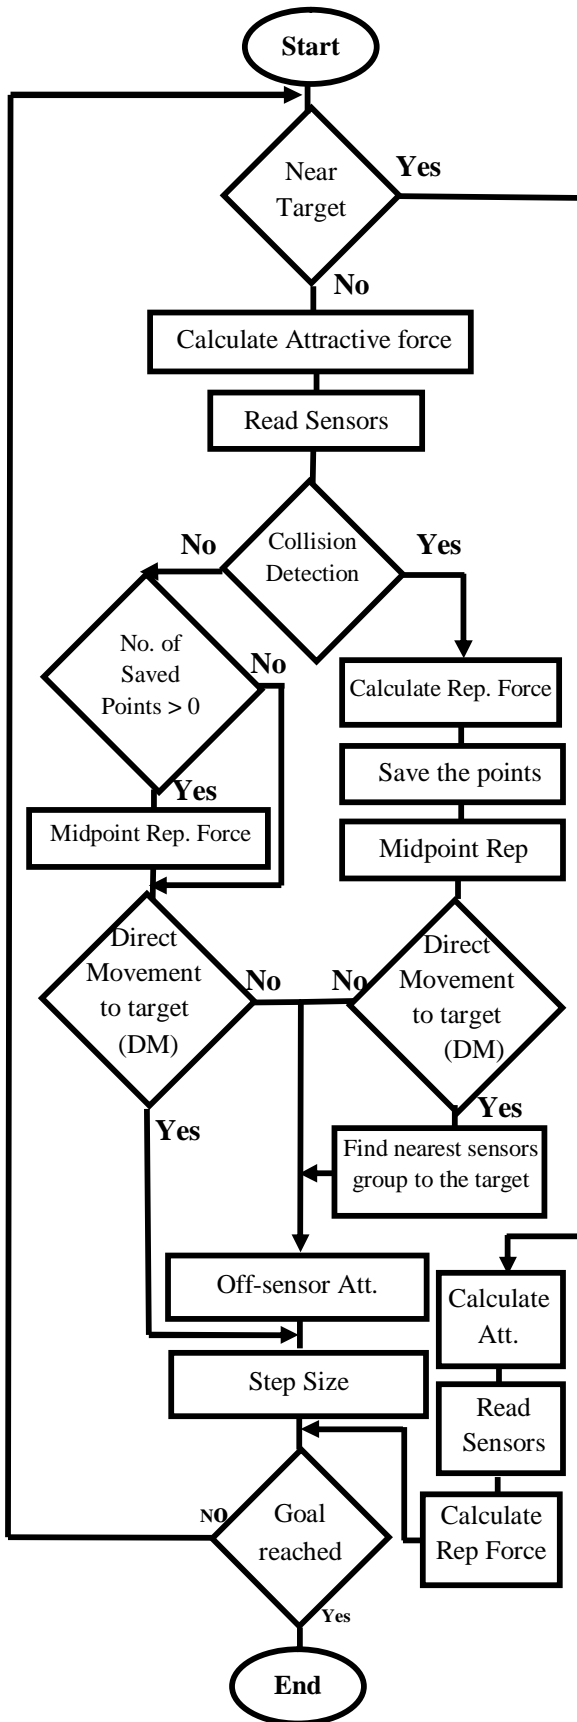 Start
Near
Target
Yes
No
Calculate Attractive force
Read Sensors
Collision
Detection
No
Yes
No. of
Saved
Points > 0
No
Yes
Calculate Rep. Force
Save the points
Midpoint Rep. Force
Midpoint Rep
Direct
Movement
to target
(DM)
No
No
Direct
Movement
to target
(DM)
Yes
Yes
Find nearest sensors
group to the target
Off-sensor Att.
Calculate
Att.
Step Size
Read
Sensors
Calculate
Rep Force
Goal
reached
NO
Yes
End